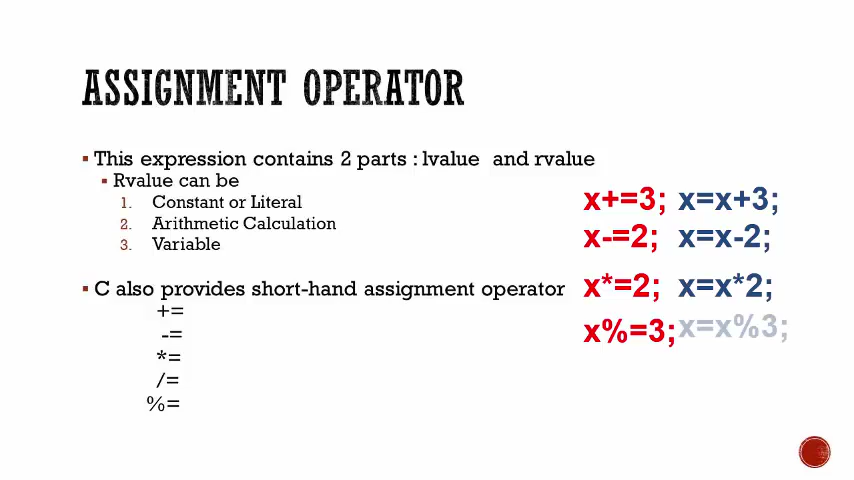 ASSIGNMENT OPERATOR
This expression contains 2 parts : lvalue and rvalue
Rvalue can be
1. Constant or Literal
2. Arithmetic Calculation
3. Variable
C also provides short-hand assignment operator
+=
-=
*=
/=
%=
x+=3; x=x+3;
x-=2; x=x-2;
x*=2; x=x*2;
x%=3; x=x%3;